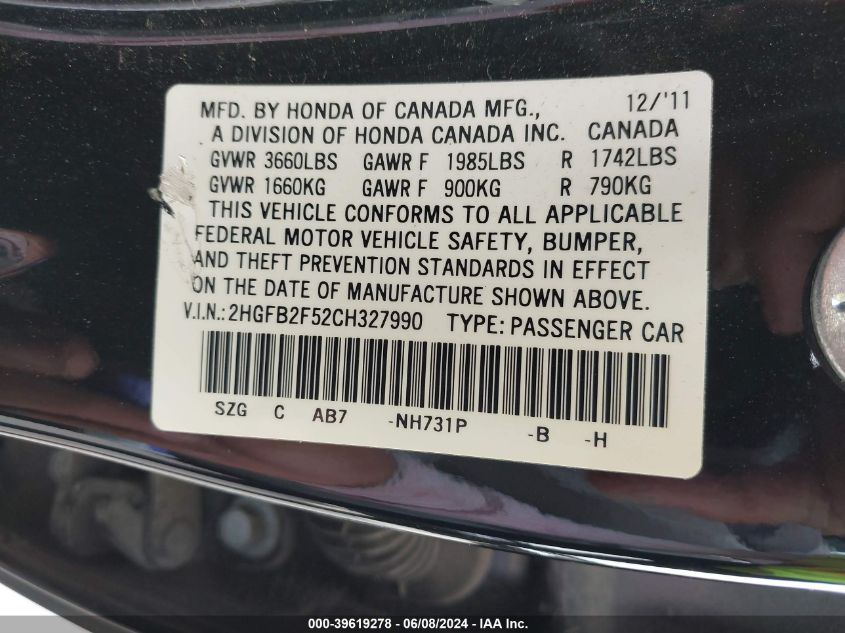 MFD. BY HONDA OF CANADA MFG., 12/'11
A DIVISION OF HONDA CANADA INC. CANADA
GVWR 3660LBS GAWR F 1985LBS R 1742LBS
GVWR 1660KG GAWR F 900KG R 790KG
THIS VEHICLE CONFORMS TO ALL APPLICABLE
FEDERAL MOTOR VEHICLE SAFETY, BUMPER,
AND THEFT PREVENTION STANDARDS IN EFFECT
ON THE DATE OF MANUFACTURE SHOWN ABOVE.
V.I.N.: 2HGFB2F52CH327990 TYPE: PASSENGER CAR
SZG C AB7 -NH731P -B -H
000-39619278 - 06/08/2024 - IAA Inc.